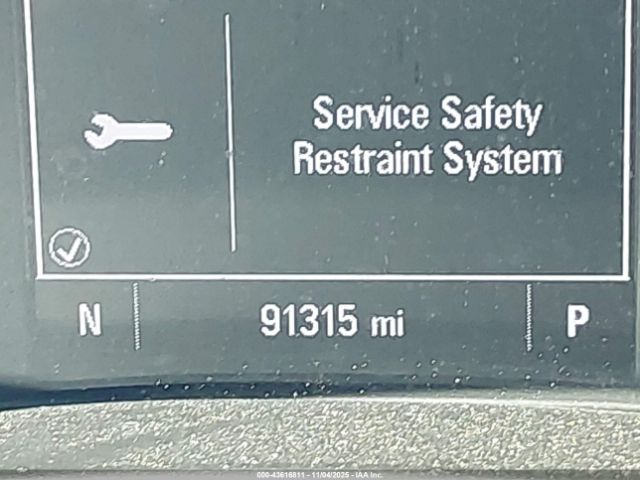 Service Safety
Restraint System
N 91315 mi P
000-43616811 - 11/04/2025 - IAA Inc.